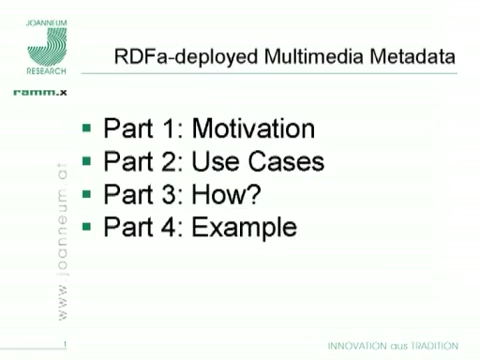 JOANNEUM
RESEARCH
ramm.x
RDFa-deployed Multimedia Metadata
Part 1: Motivation
Part 2: Use Cases
Part 3: How?
Part 4: Example
www.joanneum.at
1
INNOVATION aus TRADITION